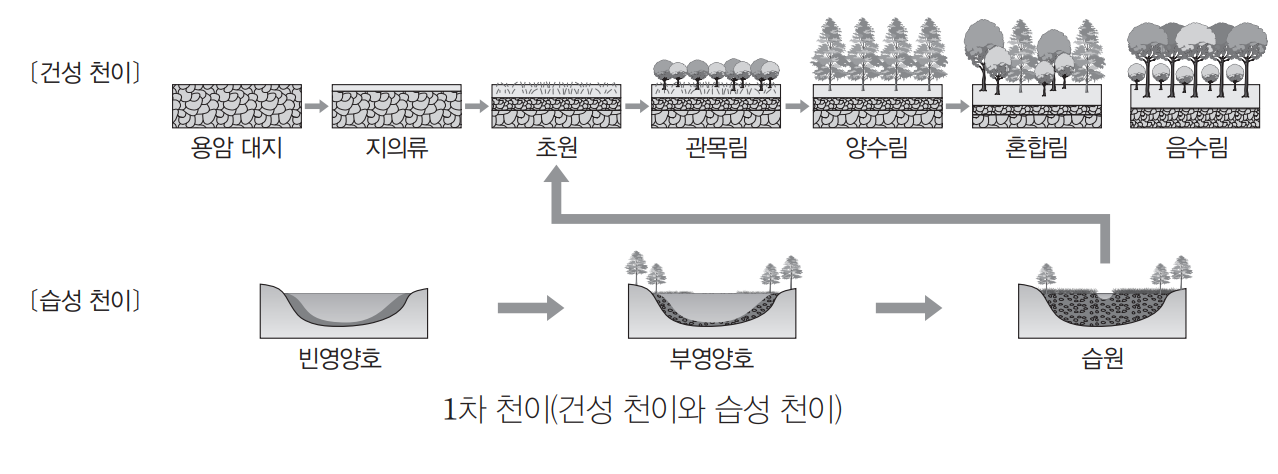 〔건성 천이〕
용암 대지
지의류
초원
관목림
양수림
혼합림
음수림
〔습성 천이〕
빈영양호
부영양호
습원
1차 천이(건성 천이와 습성 천이)